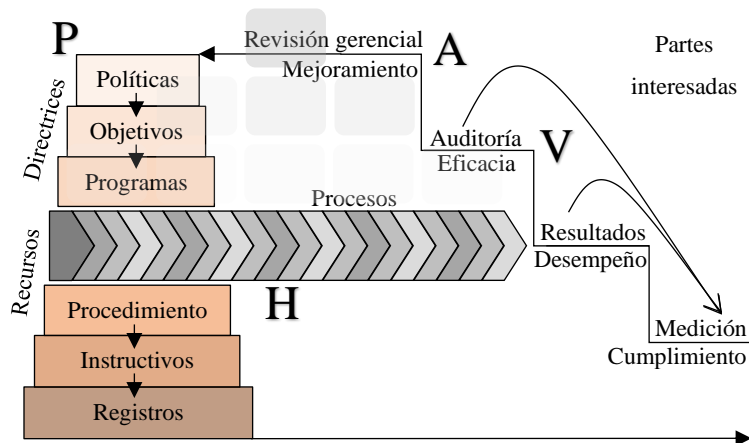 P
Revisión gerencial
A
Partes
Mejoramiento
interesadas
Directrices
Políticas
Objetivos
Auditoría
V
Eficacia
Programas
Procesos
Recursos
Resultados
Desempeño
H
Procedimiento
Medición
Instructivos
Cumplimiento
Registros